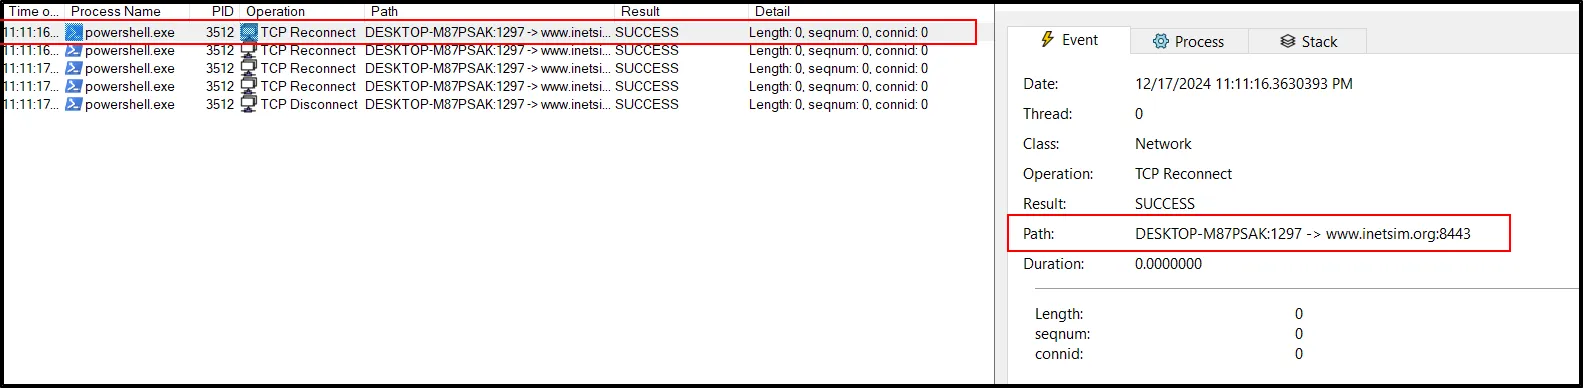 Time o... Process Name PID Operation Path Result Detail
11:11:16... powershell.exe 3512 TCP Reconnect DESKTOP-M87PSAK:1297 -> www.inetsi... SUCCESS Length: 0, seqnum: 0, connid: 0
11:11:16... powershell.exe 3512 TCP Reconnect DESKTOP-M87PSAK:1297 -> www.inetsi... SUCCESS Length: 0, seqnum: 0, connid: 0
11:11:17... powershell.exe 3512 TCP Reconnect DESKTOP-M87PSAK:1297 -> www.inetsi... SUCCESS Length: 0, seqnum: 0, connid: 0
11:11:17... powershell.exe 3512 TCP Reconnect DESKTOP-M87PSAK:1297 -> www.inetsi... SUCCESS Length: 0, seqnum: 0, connid: 0
11:11:17... powershell.exe 3512 TCP Disconnect DESKTOP-M87PSAK:1297 -> www.inetsi... SUCCESS Length: 0, seqnum: 0, connid: 0
Event Process Stack
Date: 12/17/2024 11:11:16.3630393 PM
Thread: 0
Class: Network
Operation: TCP Reconnect
Result: SUCCESS
Path: DESKTOP-M87PSAK:1297 -> www.inetsim.org:8443
Duration: 0.0000000
Length: 0
seqnum: 0
connid: 0